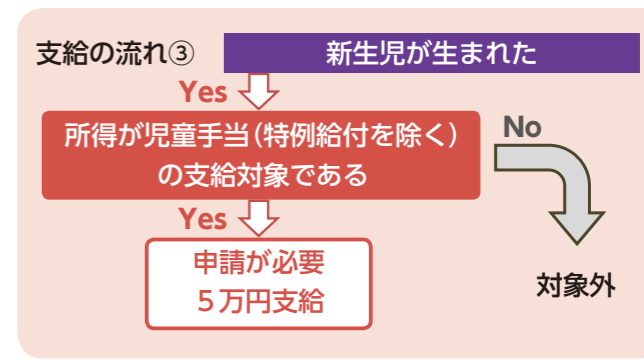 支給の流れ③
新生児が生まれた
Yes
所得が児童手当(特例給付を除く)
の支給対象である
No
Yes
申請が必要
5万円支給
対象外